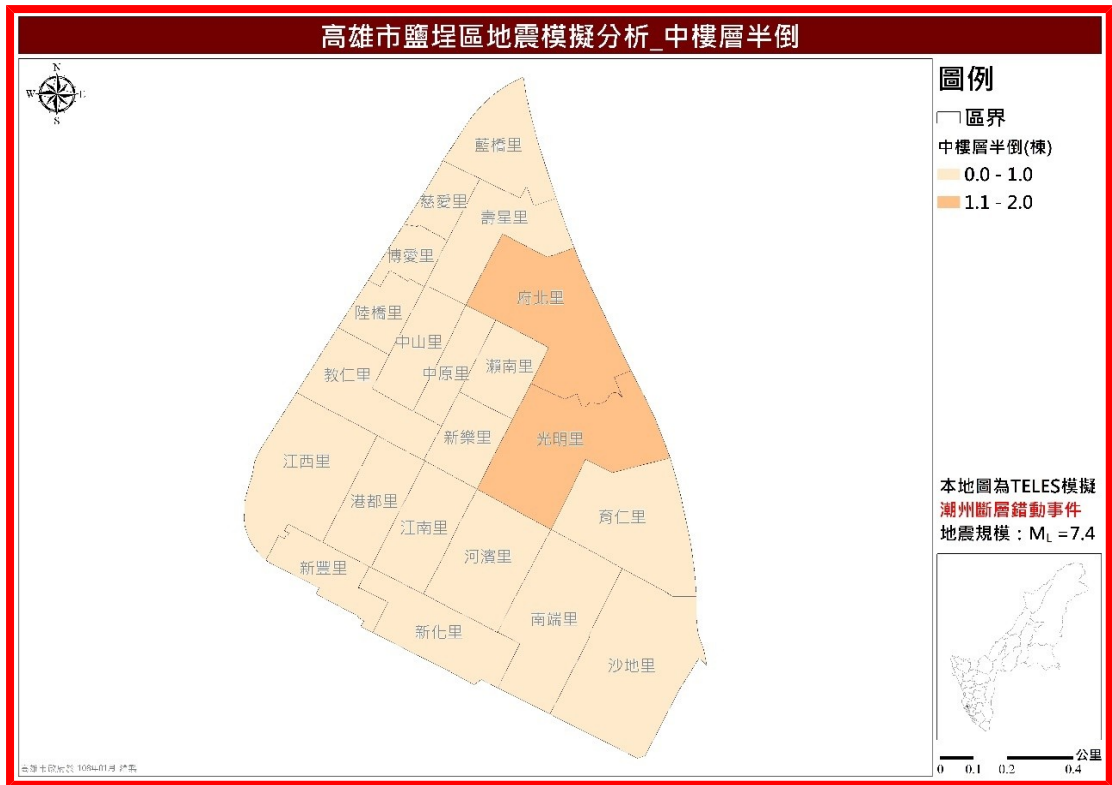 高雄市鹽埕區地震模擬分析_中樓層半倒
N
W
E
S
圖例
區界
中樓層半倒(棟)
0.0 - 1.0
1.1 - 2.0
藍橋里
慈愛里
壽星里
博愛里
府北里
陸橋里
中山里
瀨南里
教仁里
中原里
新樂里
光明里
江西里
港都里
江南里
育仁里
河濱里
新豐里
南端里
新化里
沙地里
本地圖為TELES模擬
潮州斷層錯動事件
地震規模：ML =7.4
公里
0 0.1 0.2 0.4